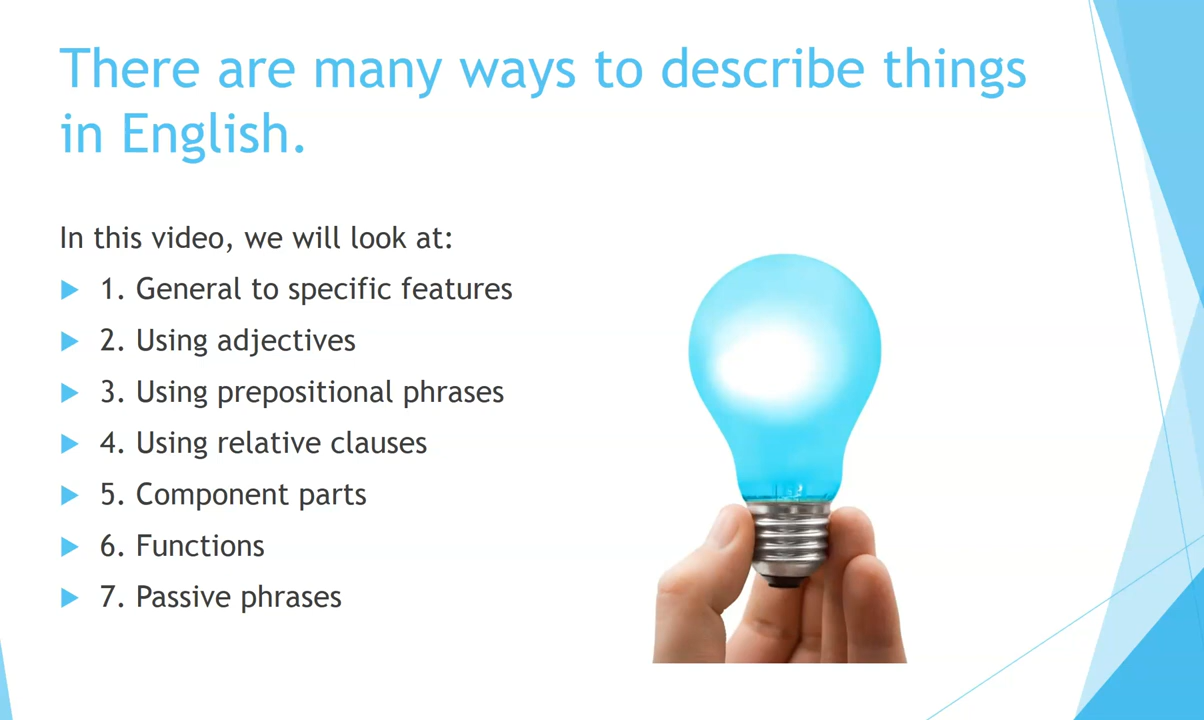 There are many ways to describe things
in English.
In this video, we will look at:
1. General to specific features
2. Using adjectives
3. Using prepositional phrases
4. Using relative clauses
5. Component parts
6. Functions
7. Passive phrases